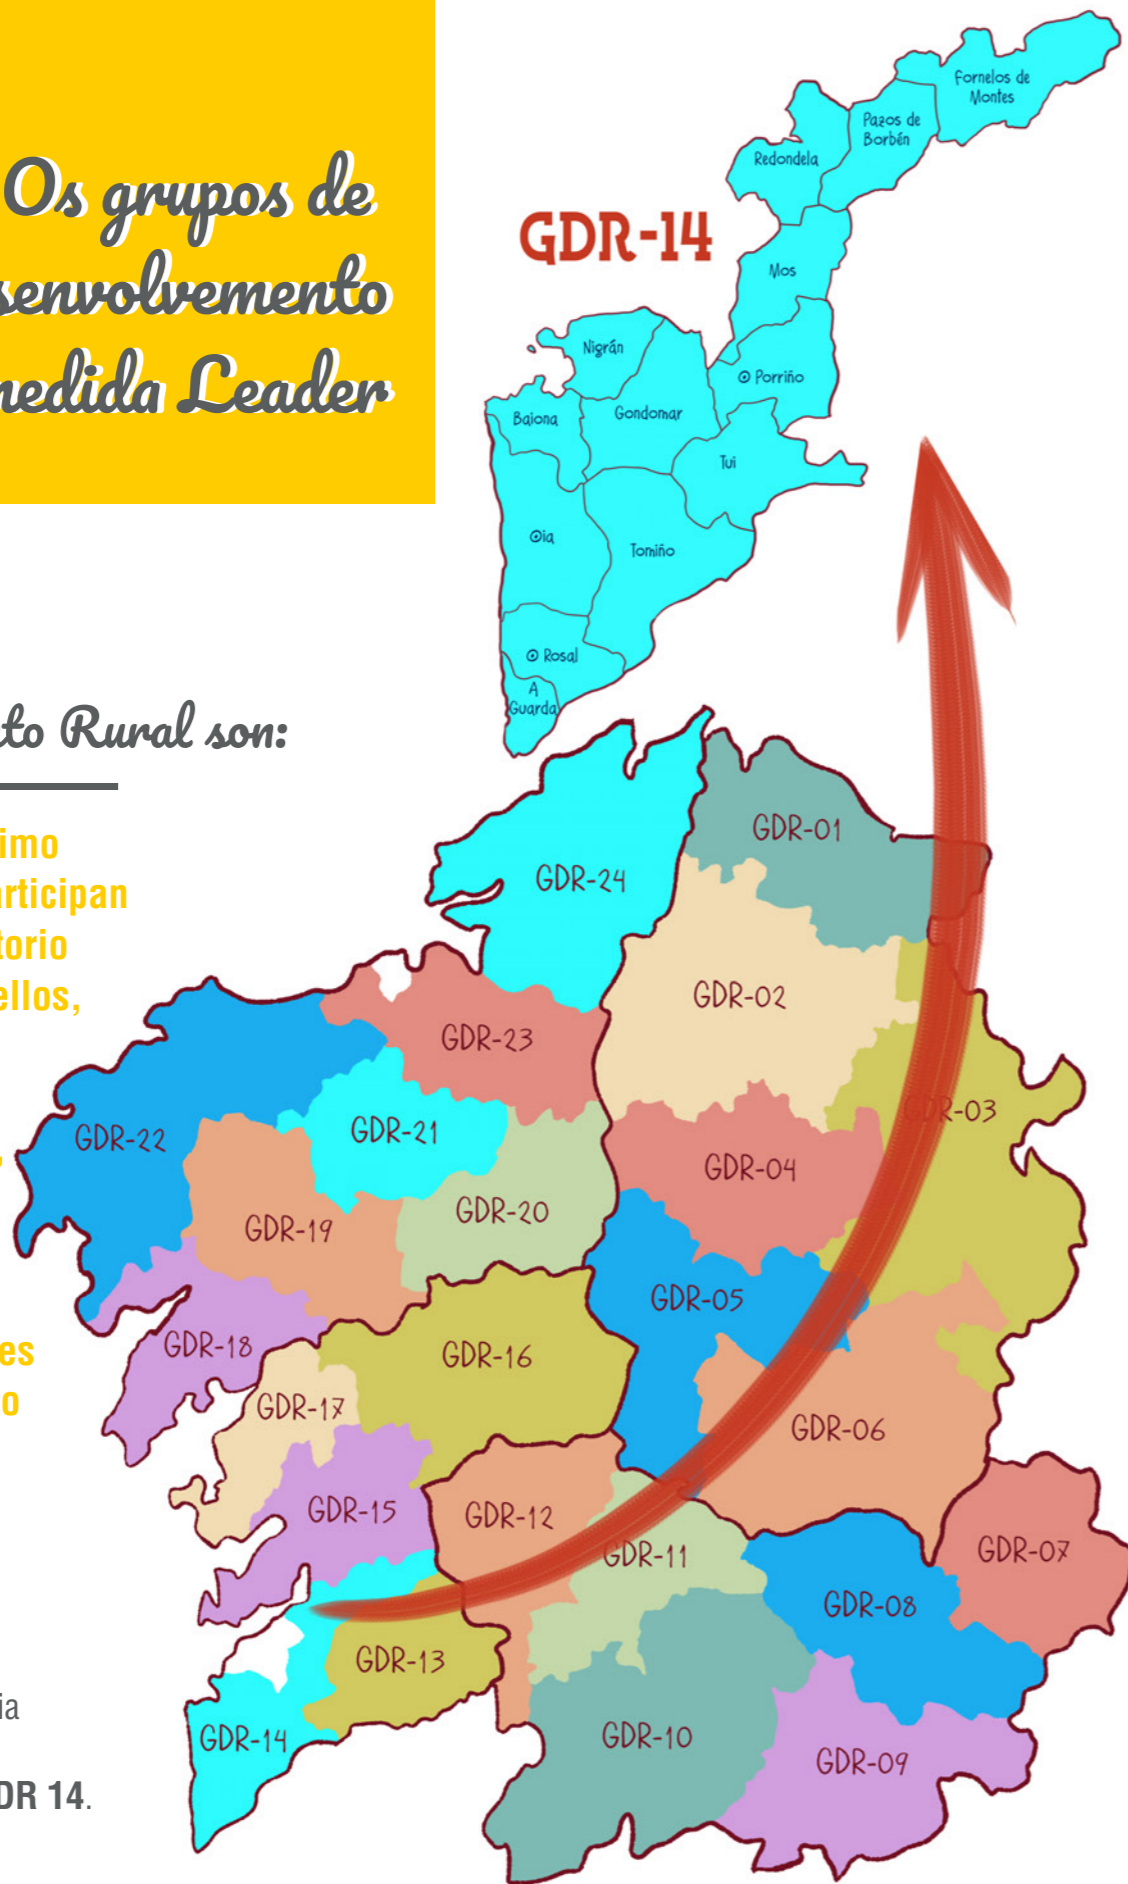 Os grupos de
senvolvemento
nedida Leader
GDR-14
Fornelos de
Montes
Pazos de
Borbén
Redondela
Mos
Nigrán
O Porriño
Baiona
Gondomar
Tui
Oia
Tomiño
O Rosal
A
Guarda
to Rural son:
imo
articipan
torio
ellos,
,
es
o
ia
DR 14.
GDR-01
GDR-24
GDR-02
GDR-23
GDR-03
GDR-22
GDR-21
GDR-04
GDR-20
GDR-19
GDR-05
GDR-18
GDR-16
GDR-17
GDR-06
GDR-15
GDR-12
GDR-11
GDR-07
GDR-08
GDR-13
GDR-14
GDR-10
GDR-09